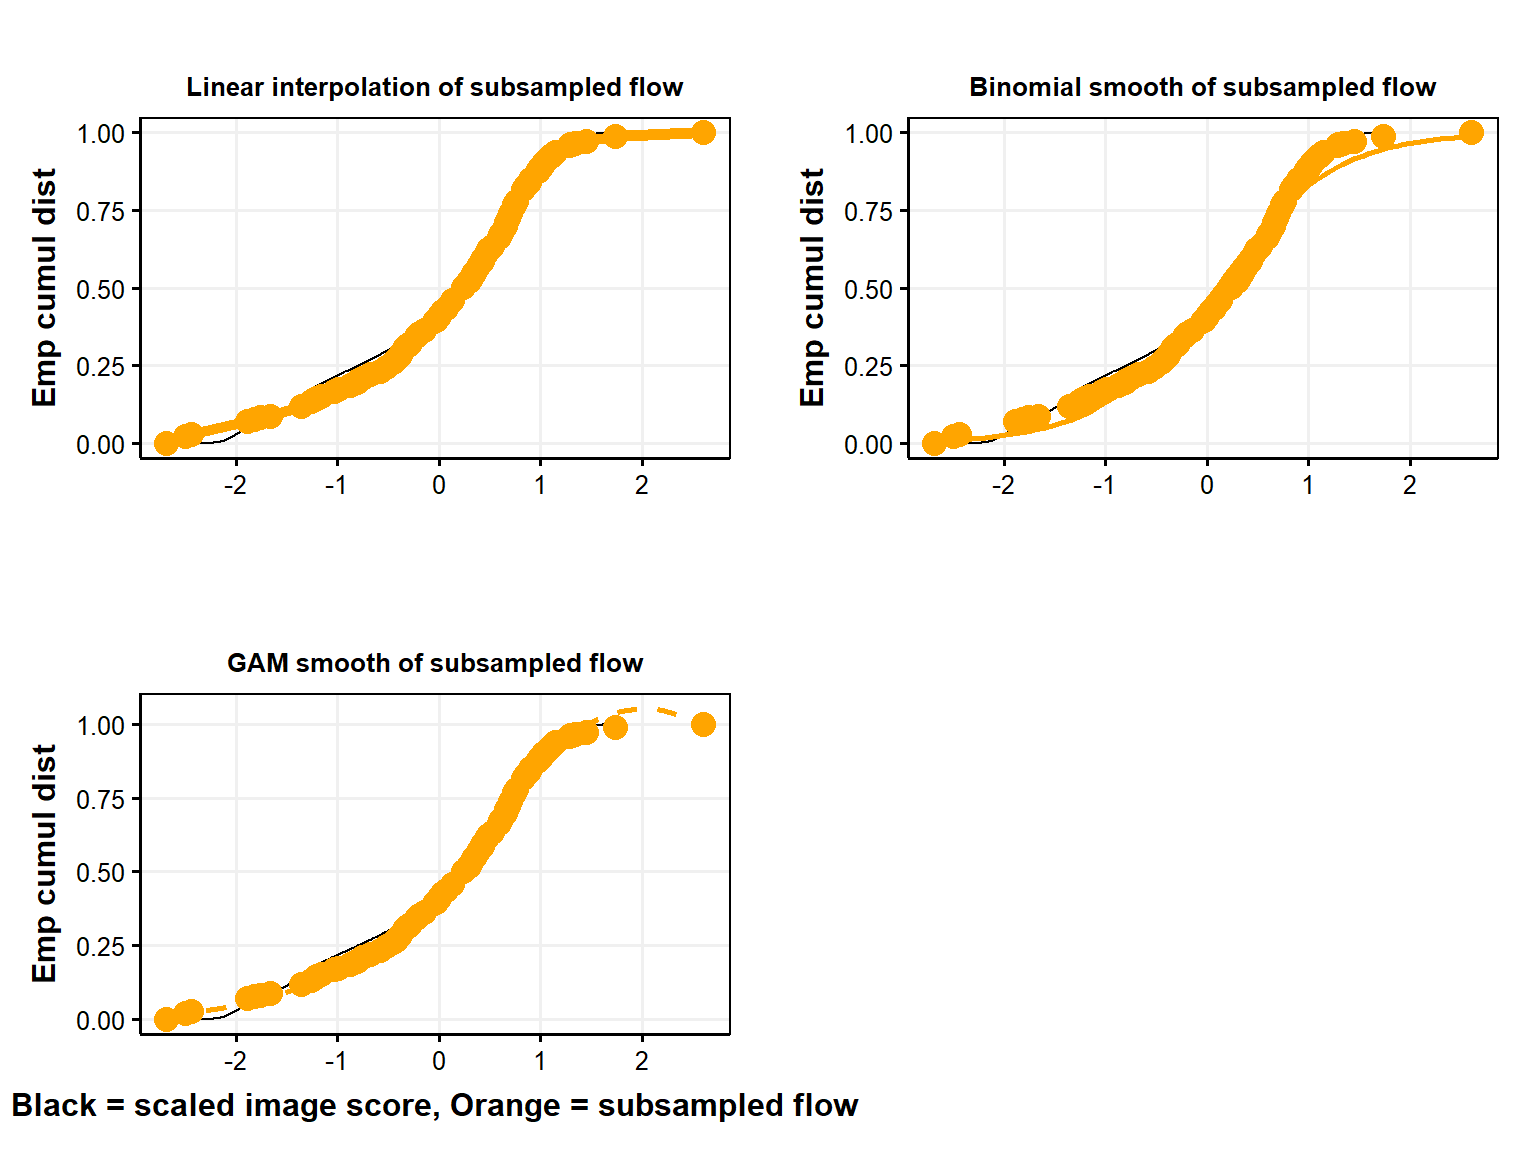 Linear interpolation of subsampled flow
Emp cumul dist
1.00
0.75
0.50
0.25
0.00
-2 -1 0 1 2
Binomial smooth of subsampled flow
Emp cumul dist
1.00
0.75
0.50
0.25
0.00
-2 -1 0 1 2
GAM smooth of subsampled flow
Emp cumul dist
1.00
0.75
0.50
0.25
0.00
-2 -1 0 1 2
Black = scaled image score, Orange = subsampled flow